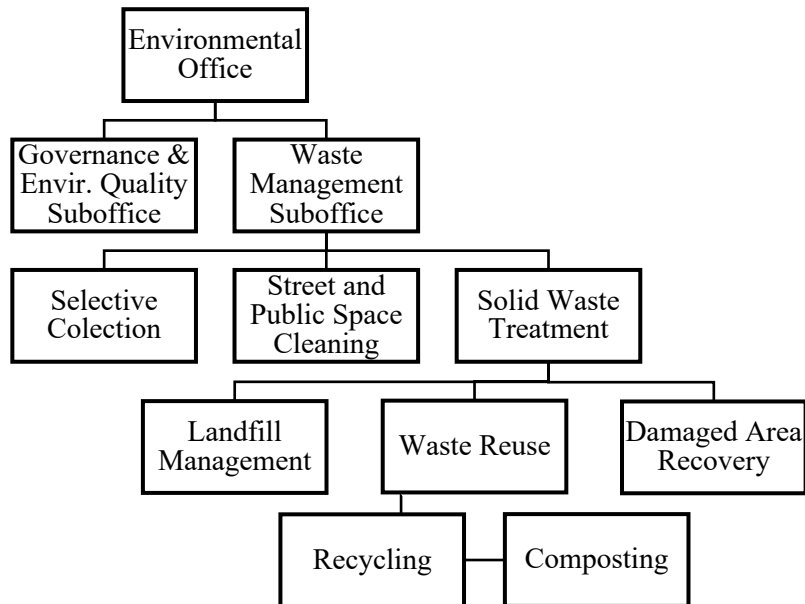 Environmental
Office
Governance &
Envir. Quality
Suboffice
Waste
Management
Suboffice
Selective
Colection
Street and
Public Space
Cleaning
Solid Waste
Treatment
Landfill
Management
Waste Reuse
Damaged Area
Recovery
Recycling
Composting